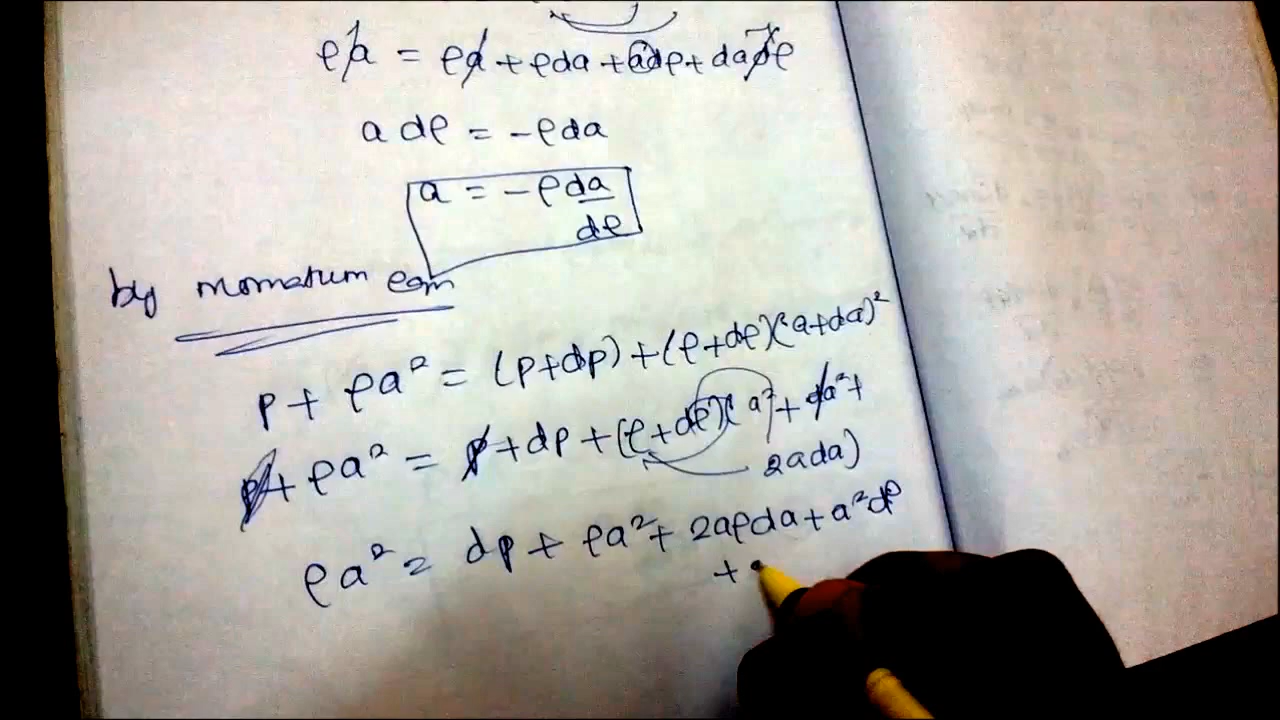 ρa = ρa + ρda + adρ + dadρ
a dρ = -ρda
a = -ρ da/dρ
by momentum eqn
p + ρa² = (p+dp) + (ρ+dρ)(a+da)²
p + ρa² = p + dp + (ρ+dρ)(a² + da² +
2ada)
ρa² = dp + ρa² + 2aρda + a²dρ
+